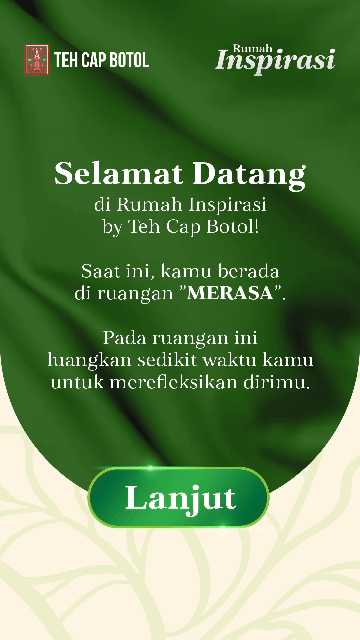 TEH CAP BOTOL
Rumah
Inspirasi
Selamat Datang
di Rumah Inspirasi
by Teh Cap Botol!
Saat ini, kamu berada
di ruangan ”MERASA”.
Pada ruangan ini
luangkan sedikit waktu kamu
untuk merefleksikan dirimu.
Lanjut